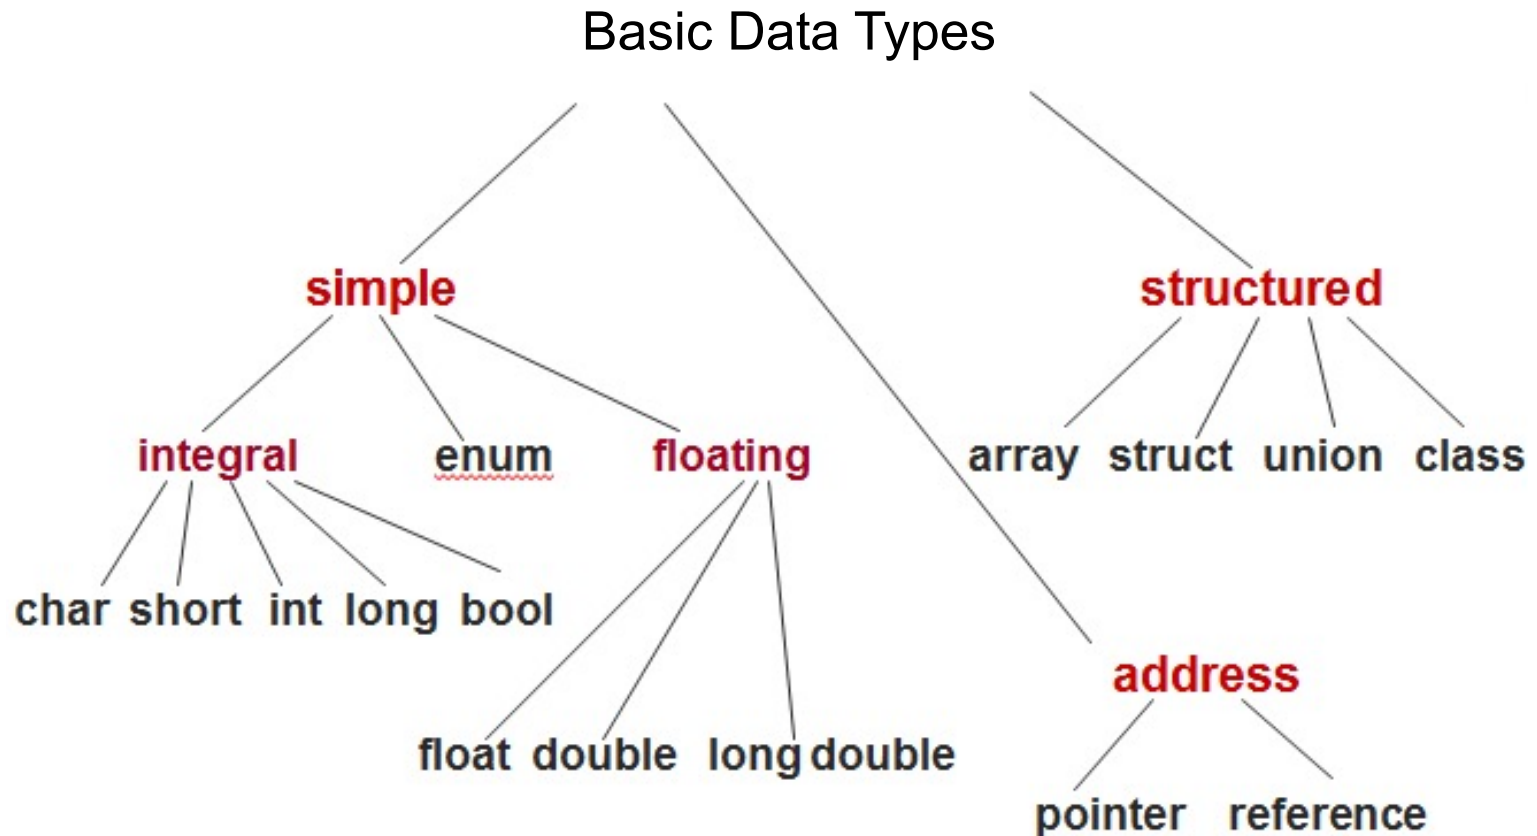 Basic Data Types
simple structured
integral enum floating array struct union class
char short int long bool
address
float double long double
pointer reference